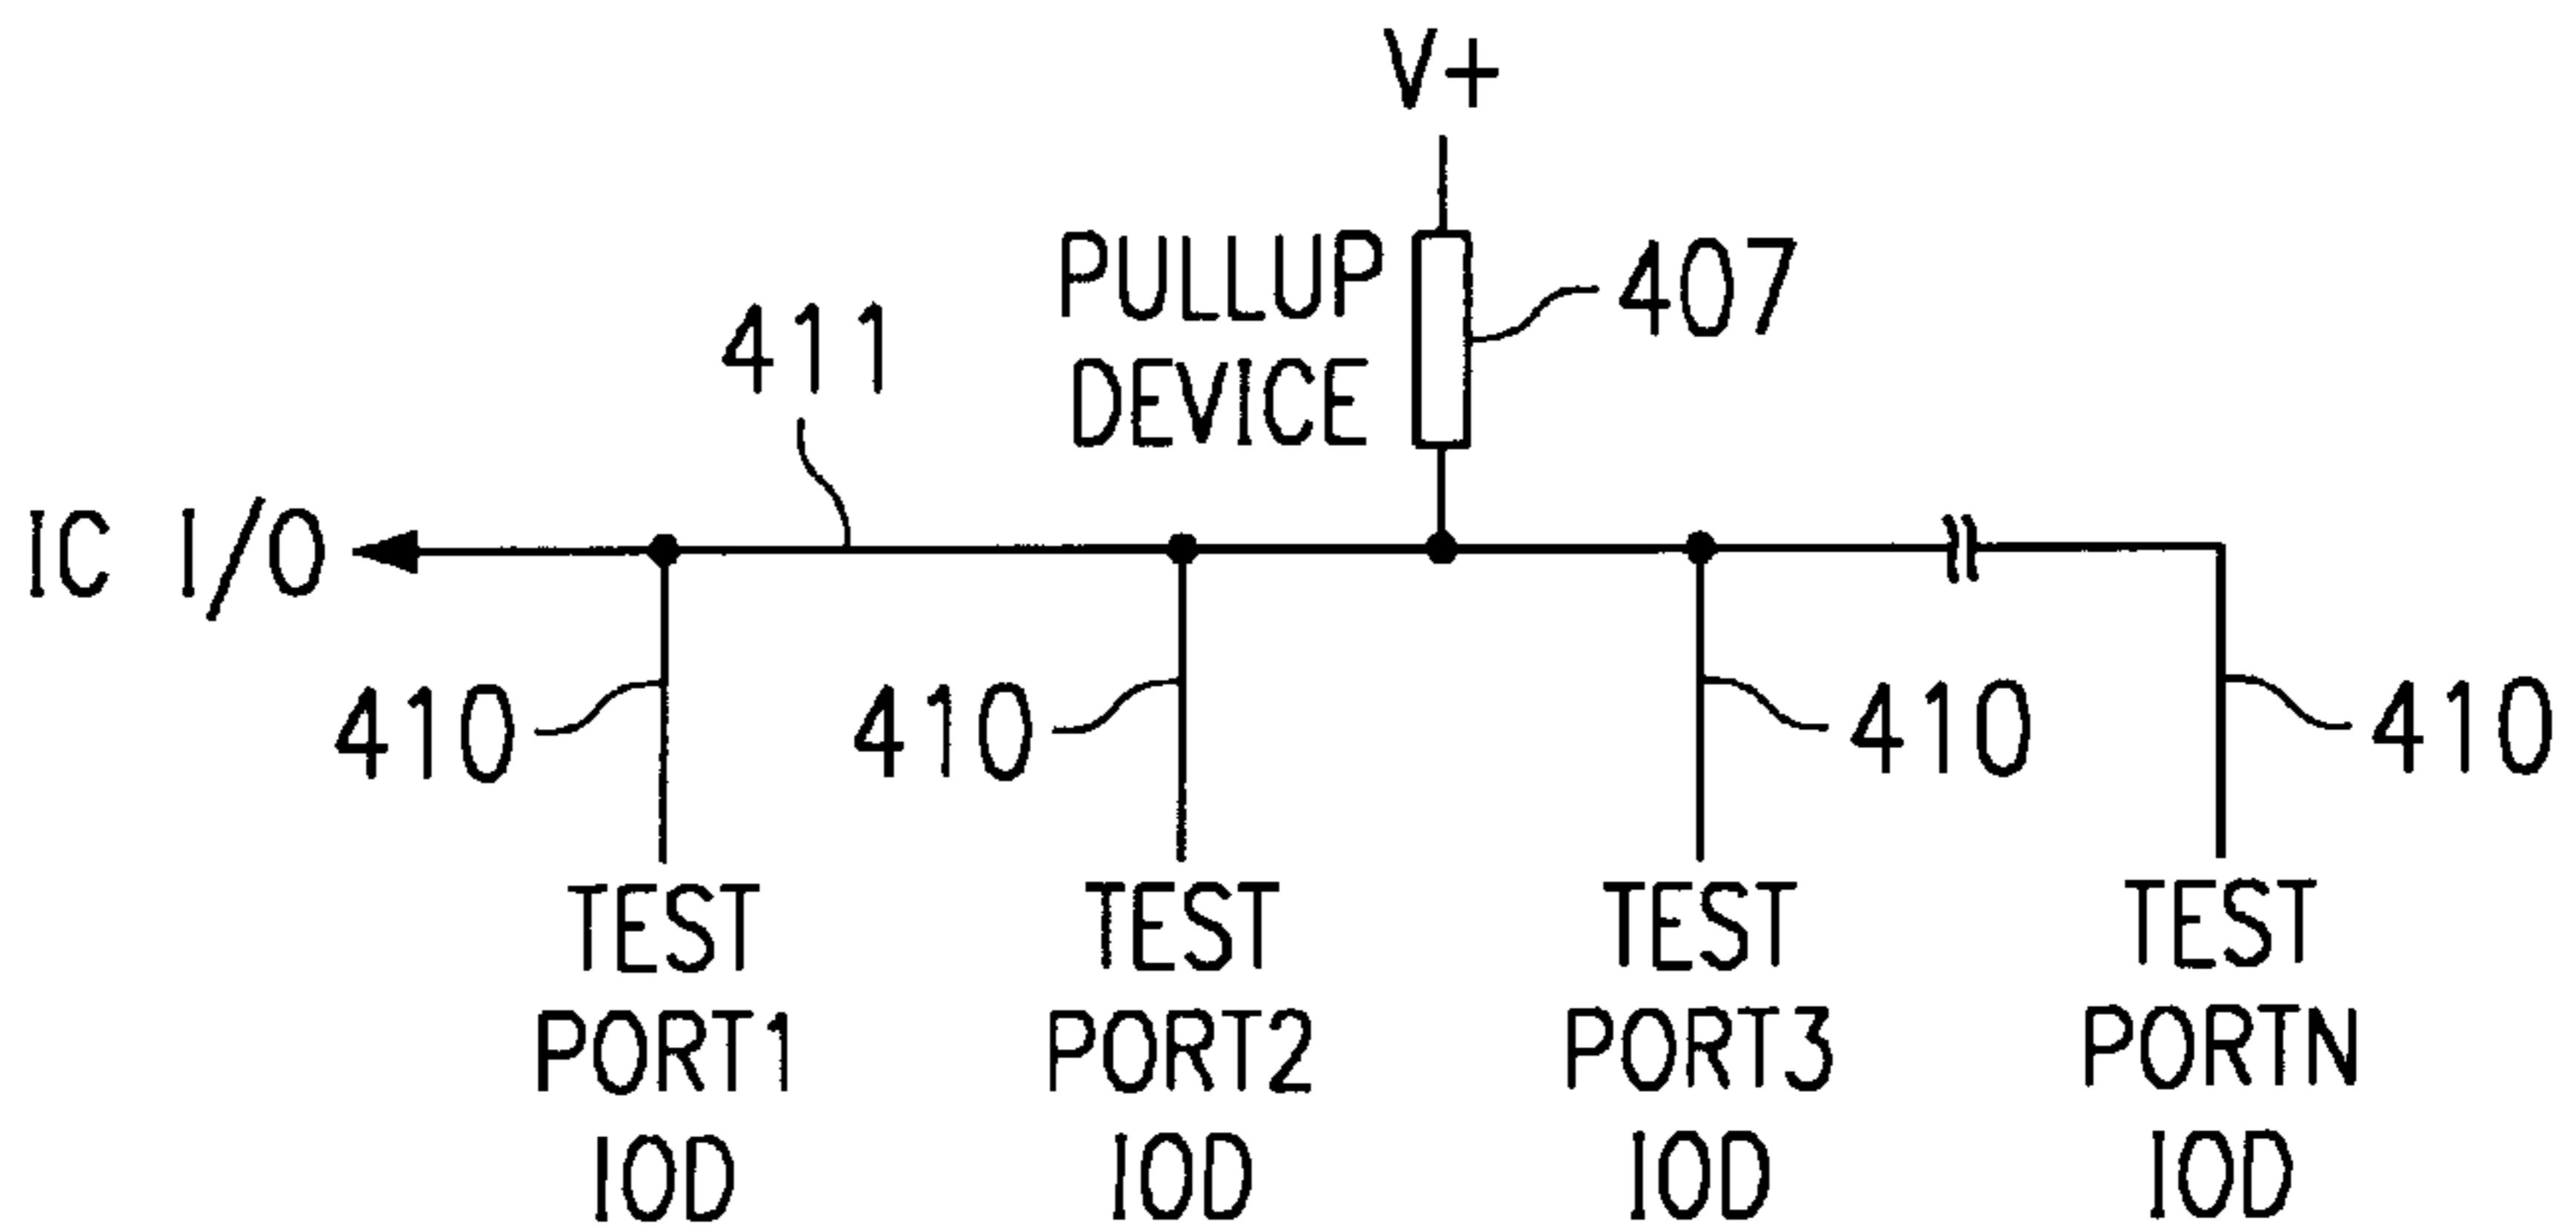 V+
PULLUP
DEVICE
407
411
IC I/O
410
410
410
410
TEST
PORT1
IOD
TEST
PORT2
IOD
TEST
PORT3
IOD
TEST
PORTN
IOD